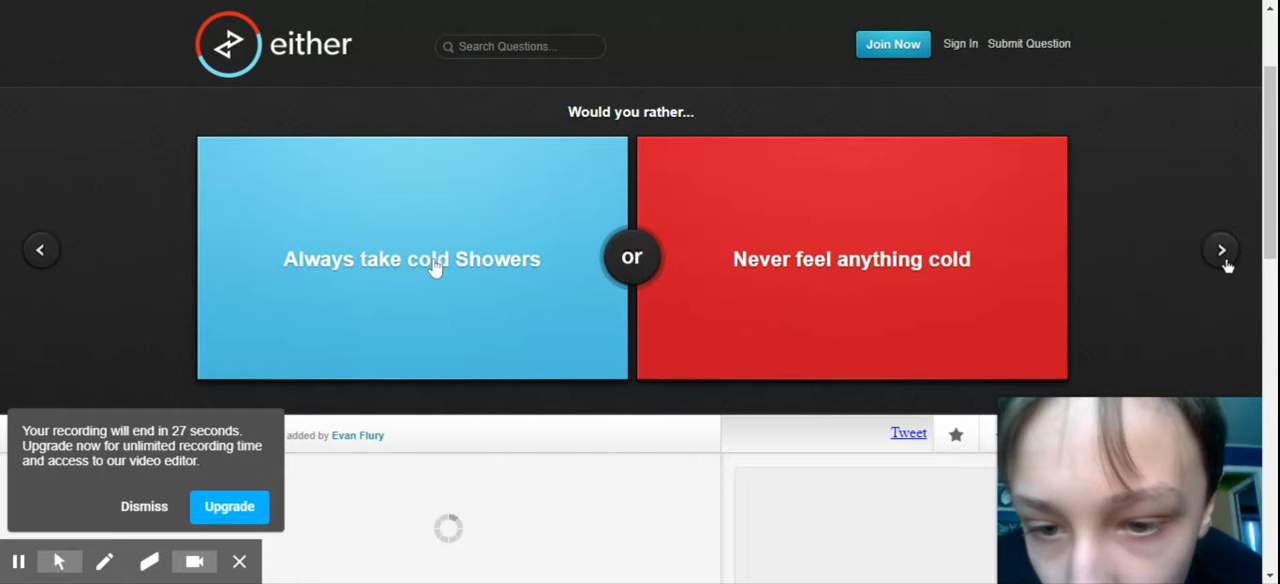 either
Search Questions...
Join Now
Sign In
Submit Question
Would you rather...
Always take cold Showers
or
Never feel anything cold
added by Evan Flury
Tweet
Your recording will end in 27 seconds.
Upgrade now for unlimited recording time
and access to our video editor.
Dismiss
Upgrade